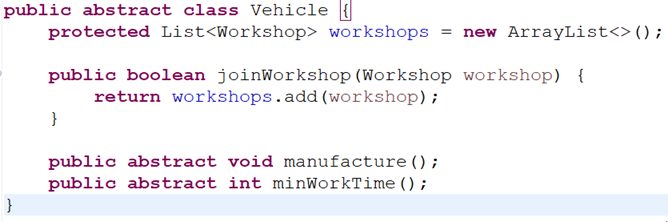 public abstract class Vehicle {
    protected List<Workshop> workshops = new ArrayList<>();
    public boolean joinWorkshop(Workshop workshop) {
        return workshops.add(workshop);
    }
    public abstract void manufacture();
    public abstract int minWorkTime();
}